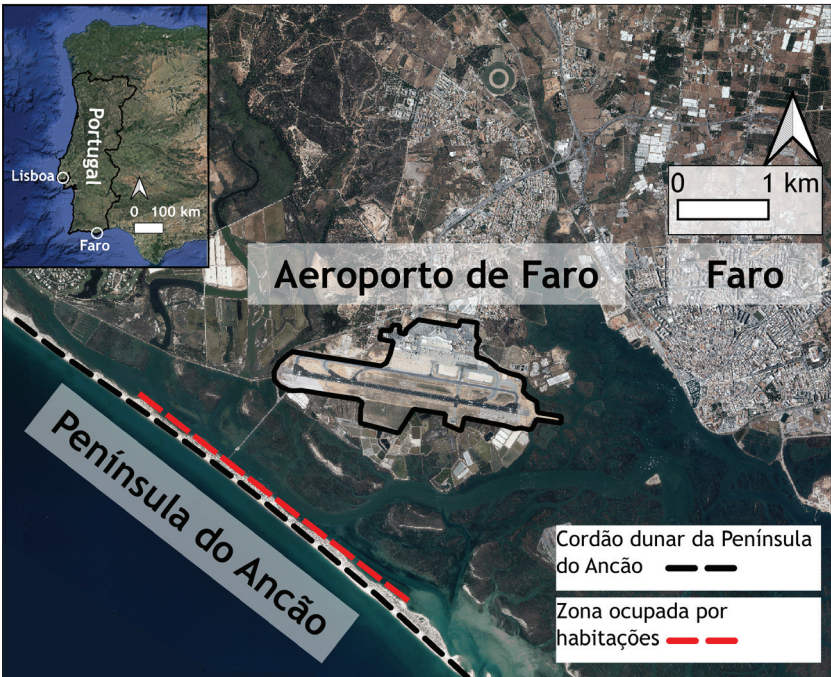 Portugal
Lisboa
0 100 km
Faro
0 1 km
Aeroporto de Faro
Faro
Península do Ancão
Cordão dunar da Península
do Ancão
Zona ocupada por
habitações